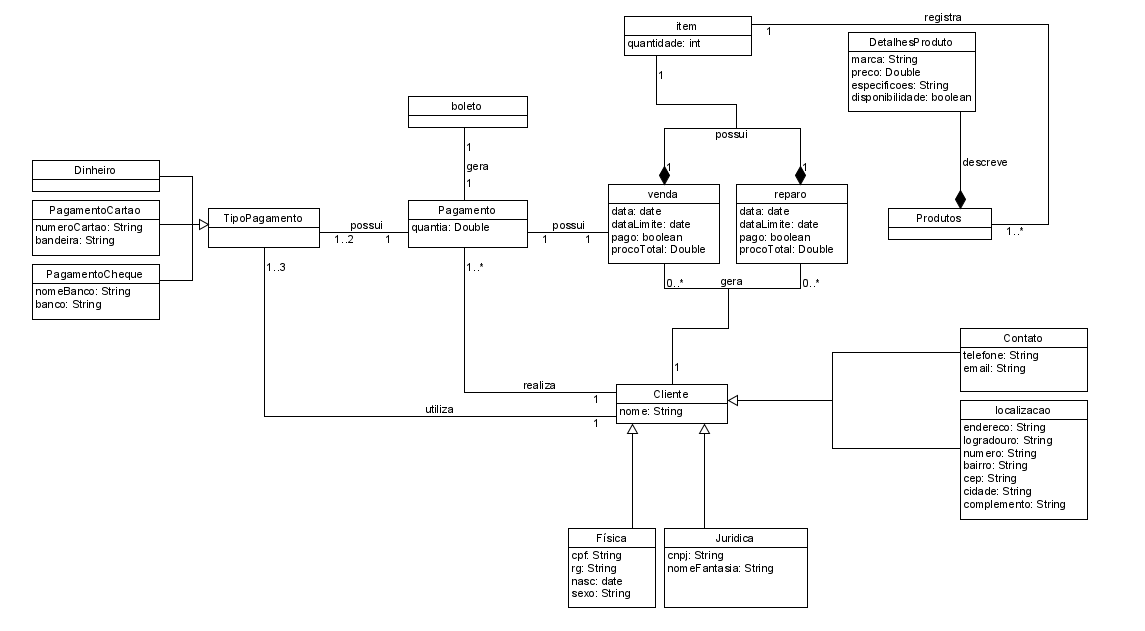 registra
item
quantidade: int
1
DetalhesProduto
marca: String
preco: Double
especificoes: String
disponibilidade: boolean
1
boleto
possui
1
gera
1
1
1
descreve
Dinheiro
PagamentoCartao
numeroCartao: String
bandeira: String
PagamentoCheque
nomeBanco: String
banco: String
TipoPagamento
possui
1..2
1
Pagamento
quantia: Double
possui
1
1
venda
data: date
dataLimite: date
pago: boolean
procoTotal: Double
reparo
data: date
dataLimite: date
pago: boolean
procoTotal: Double
Produtos
1..*
1..3
1..*
0..*
gera
0..*
1
realiza
1
utiliza
1
Cliente
nome: String
Contato
telefone: String
email: String
localizacao
endereco: String
logradouro: String
numero: String
bairro: String
cep: String
cidade: String
complemento: String
Física
cpf: String
rg: String
nasc: date
sexo: String
Juridica
cnpj: String
nomeFantasia: String